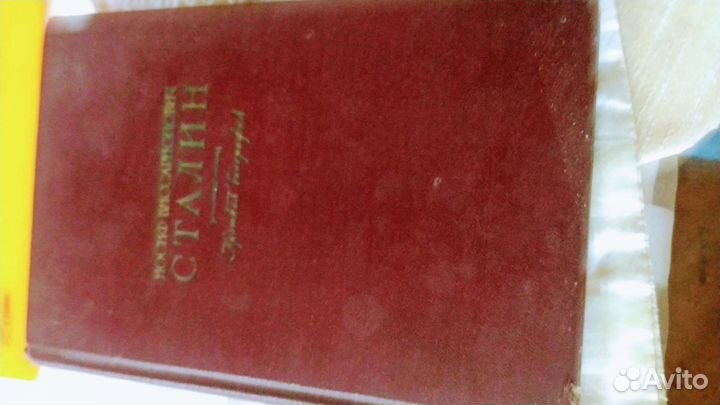 ИОСИФ ВИССАРИОНОВИЧ
СТАЛИН
Краткая биография
Avito